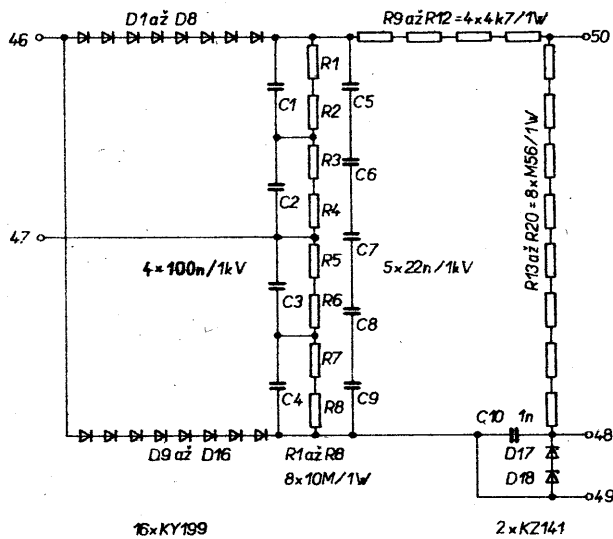 D1až D8
R9 až R12 = 4×4k7/1W
46
50
R1
C1
C5
R2
R3
C6
C2
R4
R13 až R20 = 8×M56/1W
47
C7
R5
4×100n/1kV
5×22n/1kV
C3
R6
C8
R7
C4
R8
C9
C10 1n
48
D9 až D16
R1 až R8
8×10M/1W
D17
D18
49
16×KY199
2×KZ141